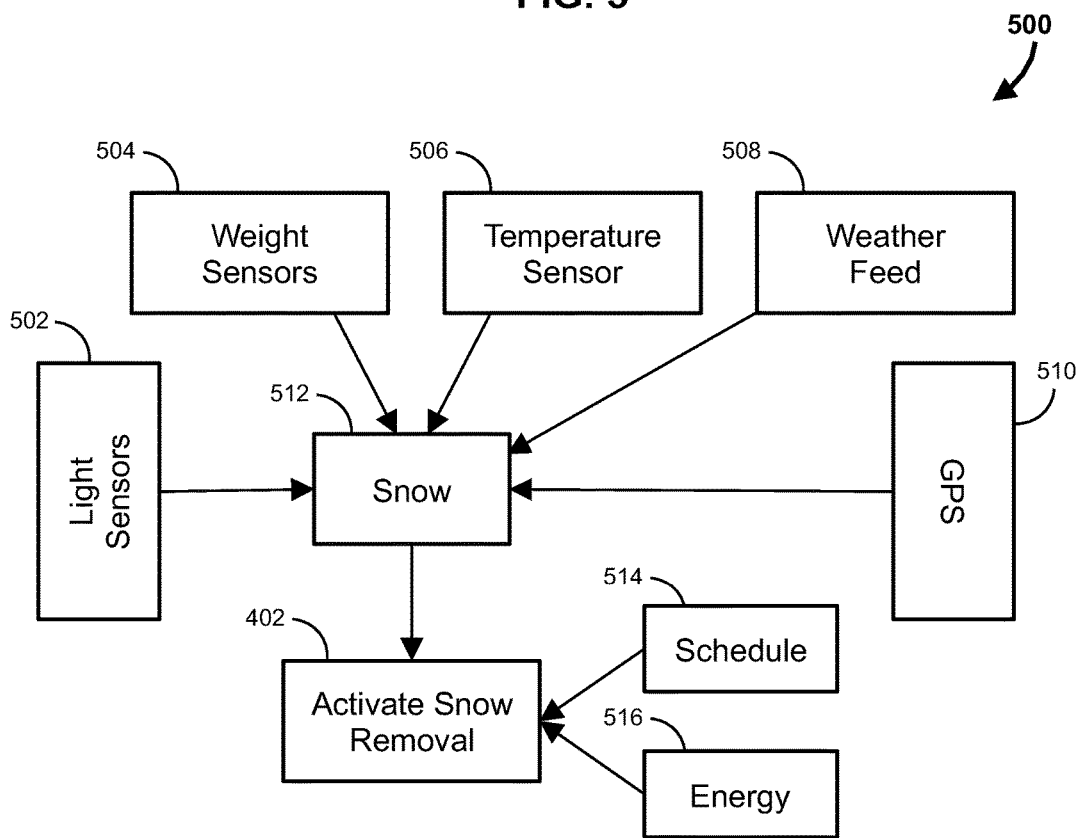 500
504
506
508
Weight
Sensors
Temperature
Sensor
Weather
Feed
502
512
510
Light
Sensors
Snow
GPS
514
402
Schedule
Activate Snow
Removal
516
Energy